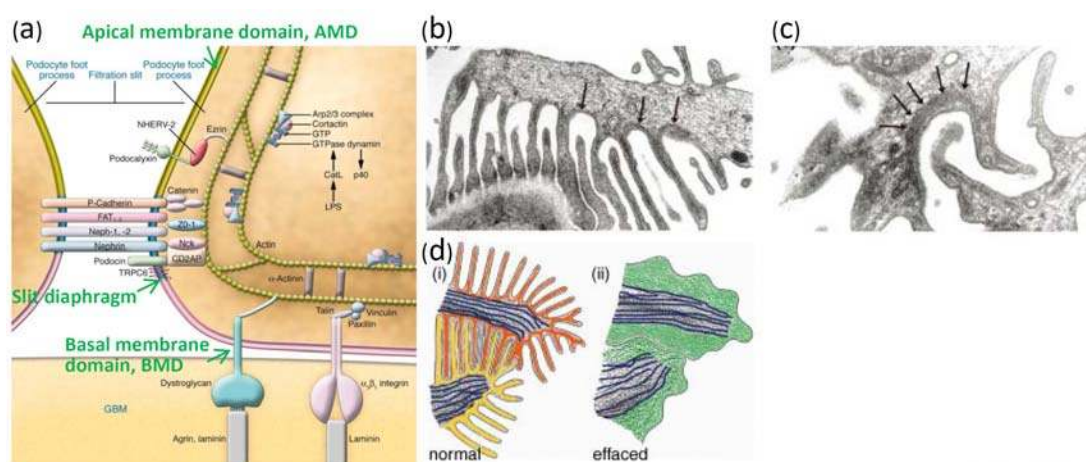 (a)
Apical membrane domain, AMD
Podocyte foot
process
Filtration slit
Podocyte foot
process
NHERV-2
Ezrin
Podocalyxin
Arp2/3 complex
Cortactin
GTP
GTPase dynamin
CatL
p40
LPS
Catenin
P-Cadherin
FAT
ZO-1
Neph-1, -2
Nck
Nephrin
CD2AP
Podocin
TRPC6
Actin
Slit diaphragm
α-Actinin
Talin
Vinculin
Paxillin
Basal membrane
domain, BMD
Dystroglycan
integrin
GBM
Agrin, laminin
Laminin
(b)
(c)
(d)
(i)
(ii)
normal
effaced